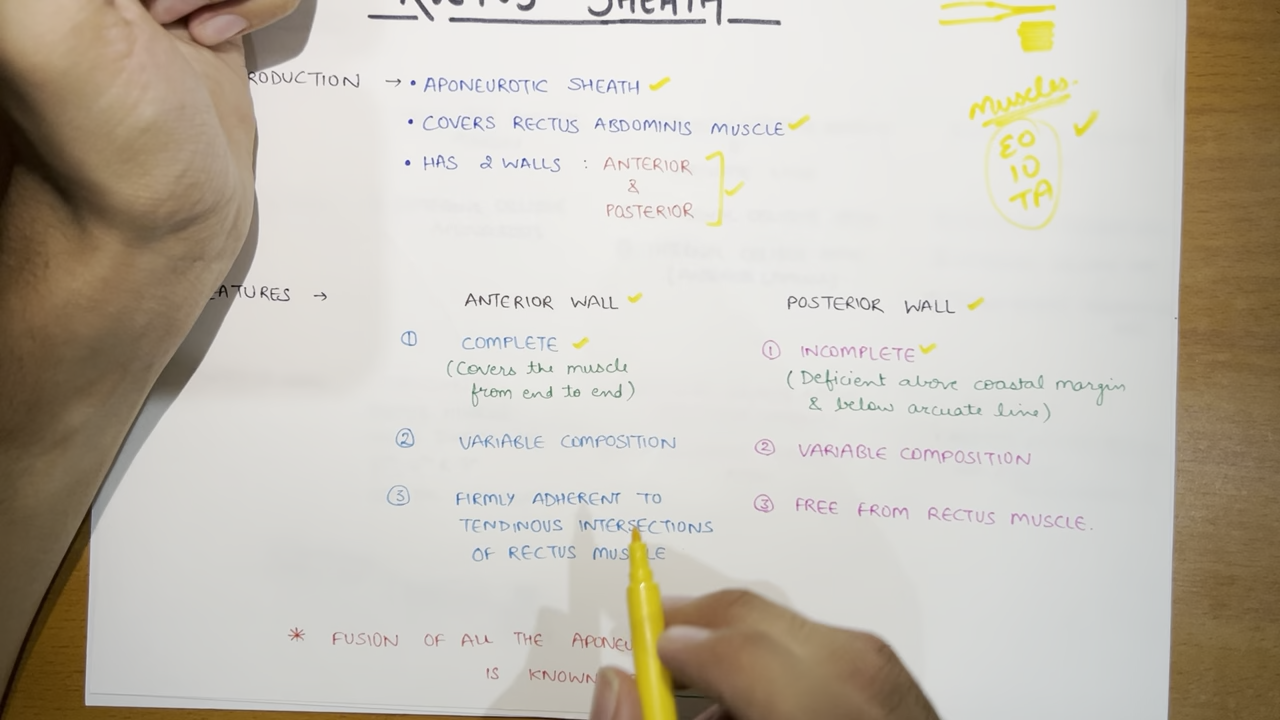 RECTUS SHEATH
RODUCTION → • APONEUROTIC SHEATH ✓
• COVERS RECTUS ABDOMINIS MUSCLE ✓
• HAS 2 WALLS : ANTERIOR
&
POSTERIOR
Muscles
EO
IO
TA
EATURES →
ANTERIOR WALL ✓
① COMPLETE ✓
(Covers the muscle
from end to end)
② VARIABLE COMPOSITION
③ FIRMLY ADHERENT TO
TENDINOUS INTERSECTIONS
OF RECTUS MUS LE
POSTERIOR WALL ✓
① INCOMPLETE ✓
(Deficient above coastal margin
& below arcuate line)
② VARIABLE COMPOSITION
③ FREE FROM RECTUS MUSCLE.
* FUSION OF ALL THE APONEU
IS KNOWN